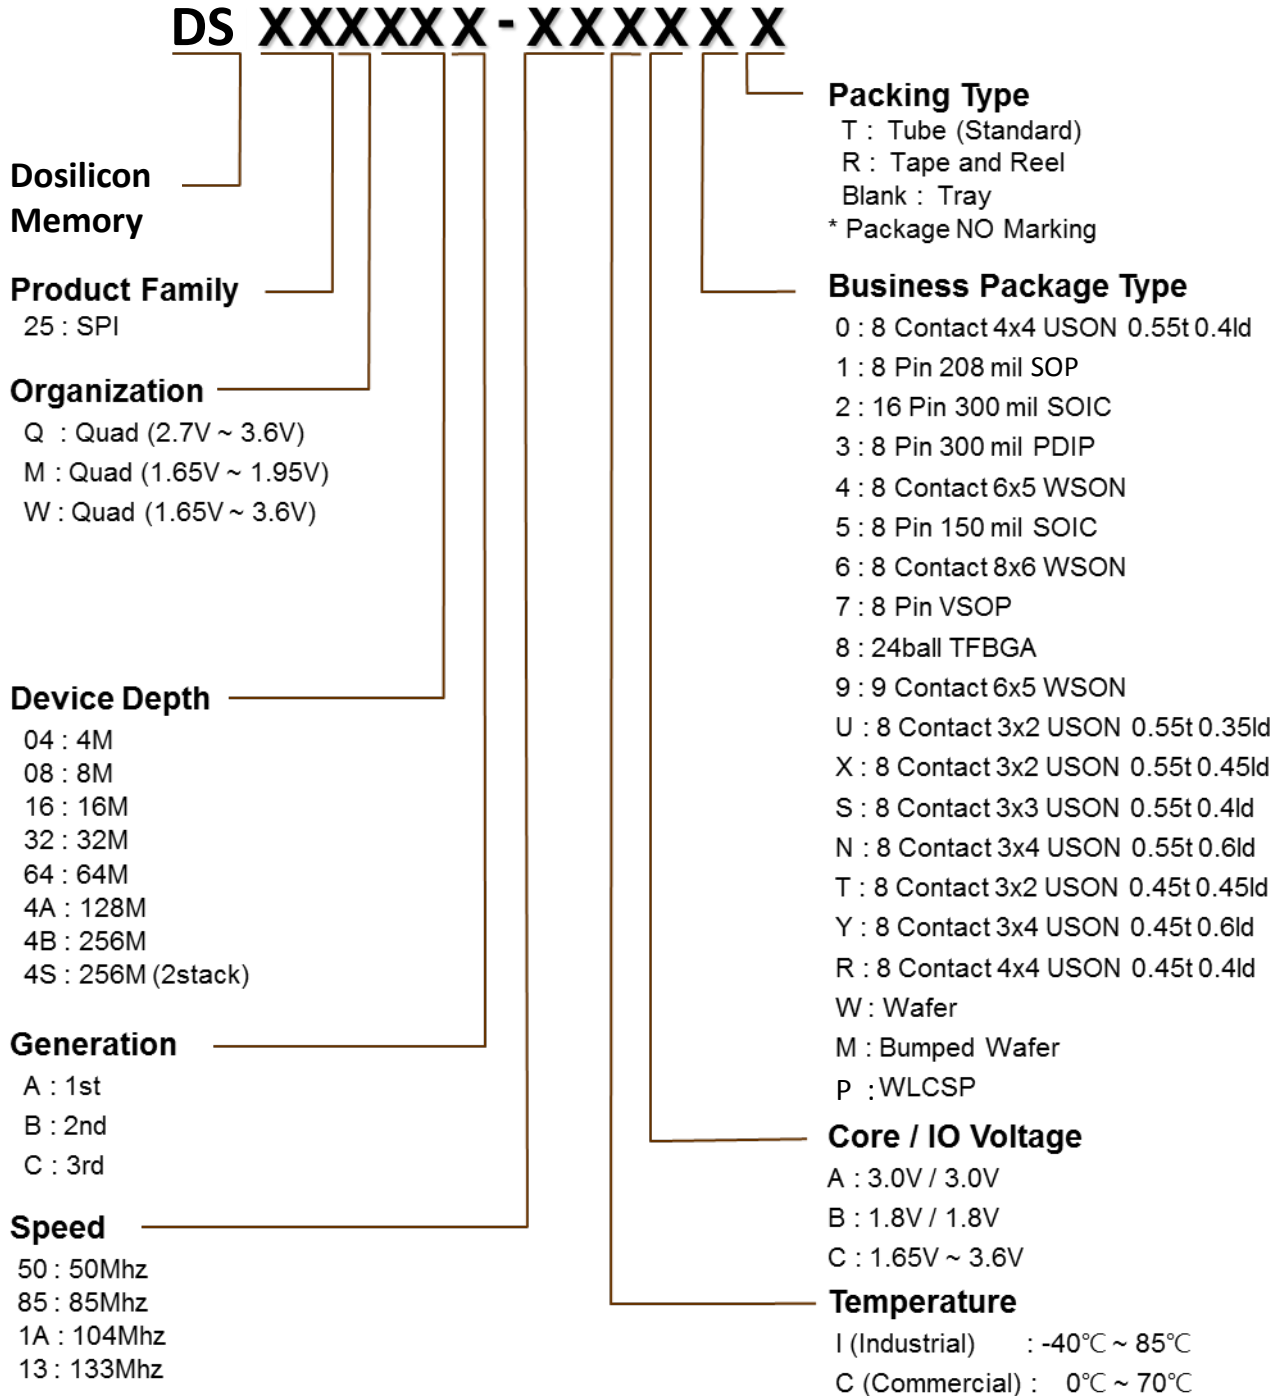 DS XXXXXX-XXXXXX
Dosilicon
Memory
Product Family
25 : SPI
Organization
Q : Quad (2.7V ~ 3.6V)
M : Quad (1.65V ~ 1.95V)
W : Quad (1.65V ~ 3.6V)
Device Depth
04 : 4M
08 : 8M
16 : 16M
32 : 32M
64 : 64M
4A : 128M
4B : 256M
4S : 256M (2stack)
Generation
A : 1st
B : 2nd
C : 3rd
Speed
50 : 50Mhz
85 : 85Mhz
1A : 104Mhz
13 : 133Mhz
Packing Type
T : Tube (Standard)
R : Tape and Reel
Blank : Tray
* Package NO Marking
Business Package Type
0 : 8 Contact 4x4 USON 0.55t 0.4ld
1 : 8 Pin 208 mil SOP
2 : 16 Pin 300 mil SOIC
3 : 8 Pin 300 mil PDIP
4 : 8 Contact 6x5 WSON
5 : 8 Pin 150 mil SOIC
6 : 8 Contact 8x6 WSON
7 : 8 Pin VSOP
8 : 24ball TFBGA
9 : 9 Contact 6x5 WSON
U : 8 Contact 3x2 USON 0.55t 0.35ld
X : 8 Contact 3x2 USON 0.55t 0.45ld
S : 8 Contact 3x3 USON 0.55t 0.4ld
N : 8 Contact 3x4 USON 0.55t 0.6ld
T : 8 Contact 3x2 USON 0.45t 0.45ld
Y : 8 Contact 3x4 USON 0.45t 0.6ld
R : 8 Contact 4x4 USON 0.45t 0.4ld
W : Wafer
M : Bumped Wafer
P : WLCSP
Core / IO Voltage
A : 3.0V / 3.0V
B : 1.8V / 1.8V
C : 1.65V ~ 3.6V
Temperature
I (Industrial) : -40℃ ~ 85℃
C (Commercial) : 0℃ ~ 70℃